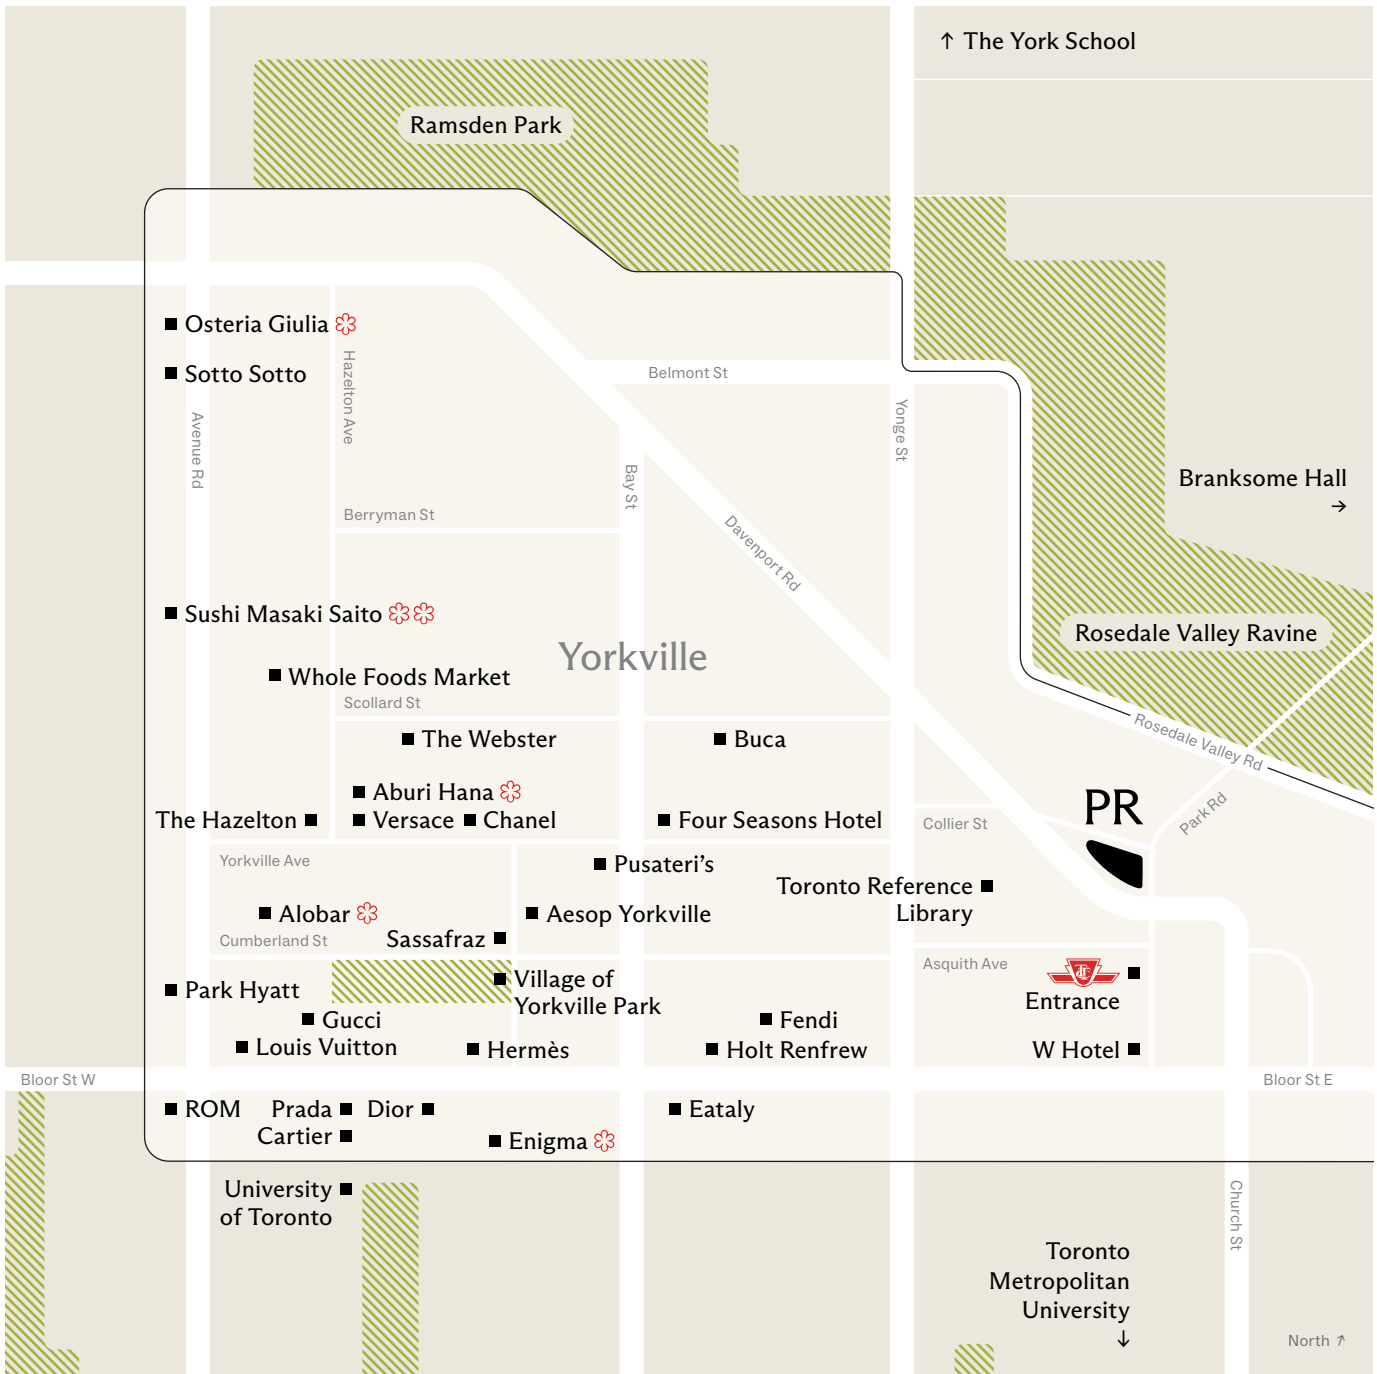 ↑ The York School
Ramsden Park
Osteria Giulia
Sotto Sotto
Hazelton Ave
Avenue Rd
Belmont St
Yonge St
Bay St
Branksome Hall
→
Berryman St
Davenport Rd
Sushi Masaki Saito
Rosedale Valley Ravine
Yorkville
Whole Foods Market
Scollard St
The Webster
Buca
Rosedale Valley Rd
Aburi Hana
PR
Park Rd
The Hazelton
Versace
Chanel
Four Seasons Hotel
Collier St
Yorkville Ave
Pusateri's
Toronto Reference
Library
Alobar
Aesop Yorkville
Cumberland St
Sassafraz
Asquith Ave
TTC
Entrance
Village of
Yorkville Park
Park Hyatt
Gucci
Fendi
Louis Vuitton
Hermès
Holt Renfrew
W Hotel
Bloor St W
Bloor St E
ROM
Prada
Dior
Eataly
Cartier
Enigma
University
of Toronto
Church St
Toronto
Metropolitan
University
↓
North ↑